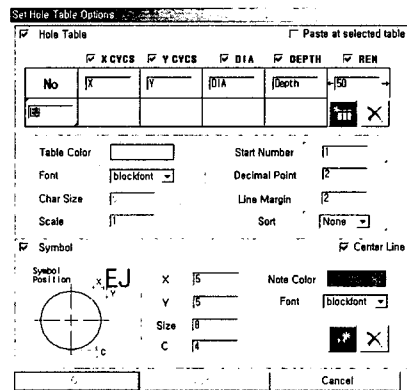 Set Hole Table Options
Hole Table Paste at selected table
X CYCS Y CYCS DIA DEPTH REM
No X Y DIA Depth 50
Table Color Start Number 1
Font blockfont Decimal Point 2
Char Size Line Margin 2
Scale 1 Sort None
Symbol Center Line
Symbol Position X EJ Y C
X 5 Note Color
Y 5 Font blockfont
Size 8
C 4
Cancel